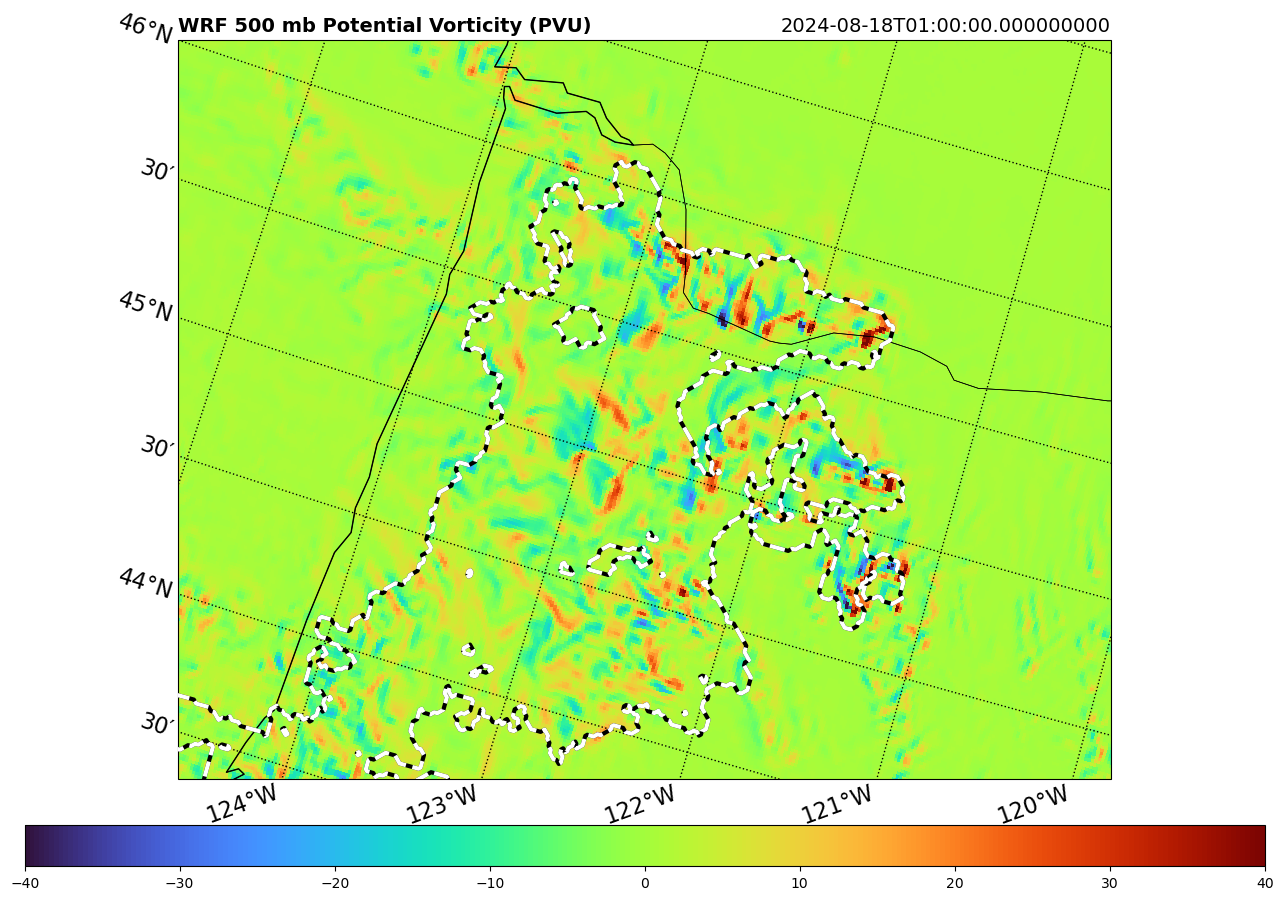 WRF 500 mb Potential Vorticity (PVU) 2024-08-18T01:00:00.000000000
46°N
30′
45°N
30′
44°N
30′
124°W 123°W 122°W 121°W 120°W
−40 −30 −20 −10 0 10 20 30 40